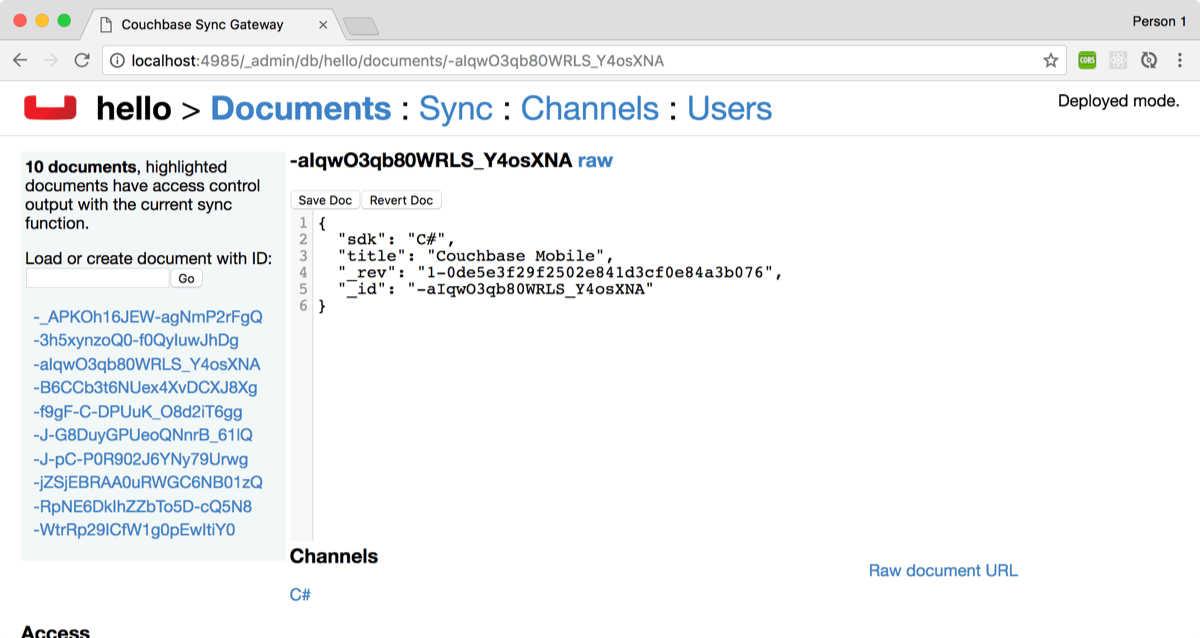 Couchbase Sync Gateway
Person 1
localhost:4985/_admin/db/hello/documents/-aIqwO3qb80WRLS_Y4osXNA
CORS
hello > Documents : Sync : Channels : Users
Deployed mode.
10 documents, highlighted
documents have access control
output with the current sync
function.
Load or create document with ID:
Go
-_APKOh16JEW-agNmP2rFgQ
-3h5xynzoQ0-f0QyIuwJhDg
-aIqwO3qb80WRLS_Y4osXNA
-B6CCb3t6NUex4XvDCXJ8Xg
-f9gF-C-DPUuK_O8d2iT6gg
-J-G8DuyGPUeoQNnrB_61IQ
-J-pC-P0R902J6YNy79Urwg
-jZSjEBRAA0uRWGC6NB01zQ
-RpNE6DkIhZZbTo5D-cQ5N8
-WtrRp29ICfW1g0pEwItiY0
-aIqwO3qb80WRLS_Y4osXNA raw
Save Doc Revert Doc
1 {
2 "sdk": "C#",
3 "title": "Couchbase Mobile",
4 "_rev": "1-0de5e3f29f2502e841d3cf0e84a3b076",
5 "_id": "-aIqwO3qb80WRLS_Y4osXNA"
6 }
Channels
Raw document URL
C#
Access